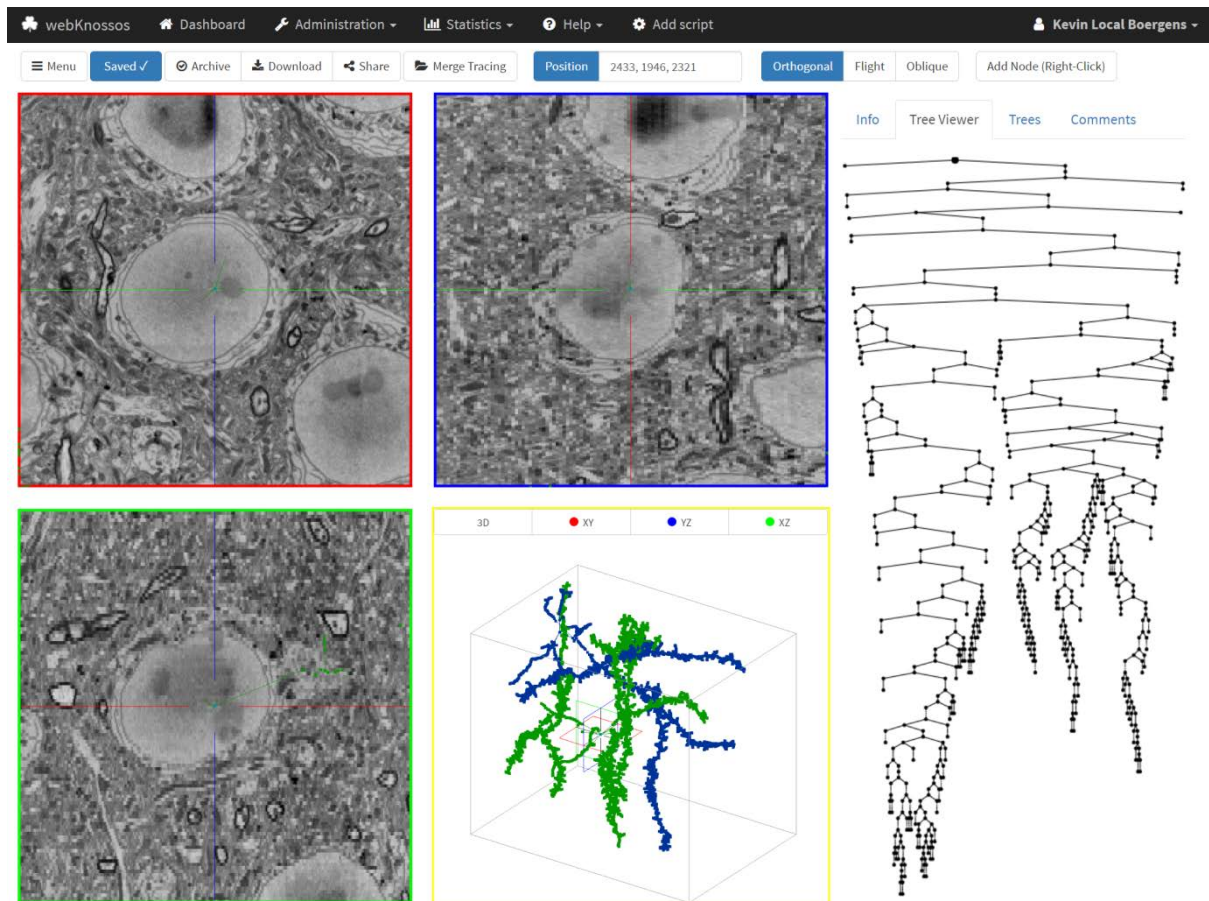 webKnossos Dashboard Administration Statistics Help Add script Kevin Local Boergens
Menu Saved ✓ Archive Download Share Merge Tracing Position 2433, 1946, 2321 Orthogonal Flight Oblique Add Node (Right-Click)
Info Tree Viewer Trees Comments
3D XY YZ XZ